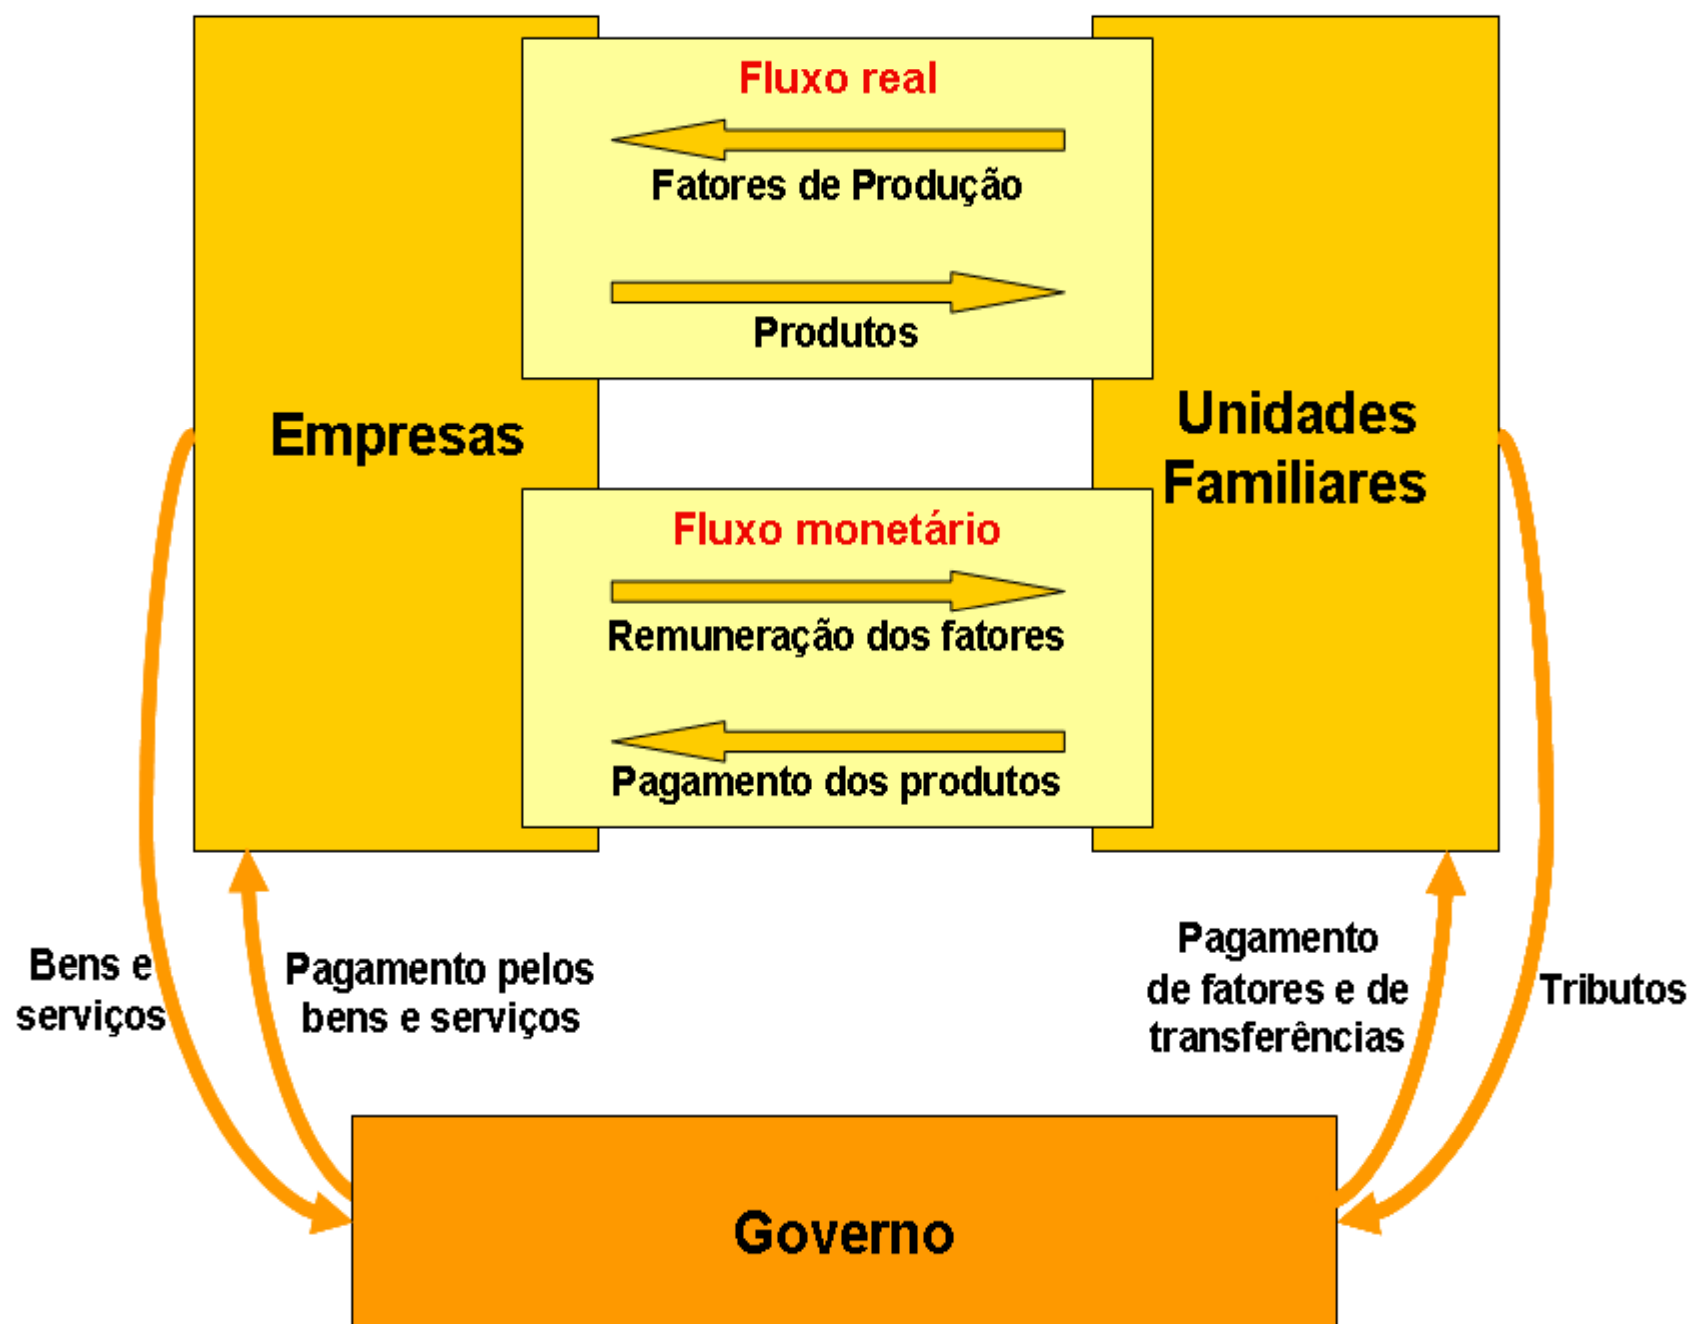 Fluxo real
Fatores de Produção
Produtos
Empresas
Unidades
Familiares
Fluxo monetário
Remuneração dos fatores
Pagamento dos produtos
Bens e
serviços
Pagamento pelos
bens e serviços
Pagamento
de fatores e de
transferências
Tributos
Governo